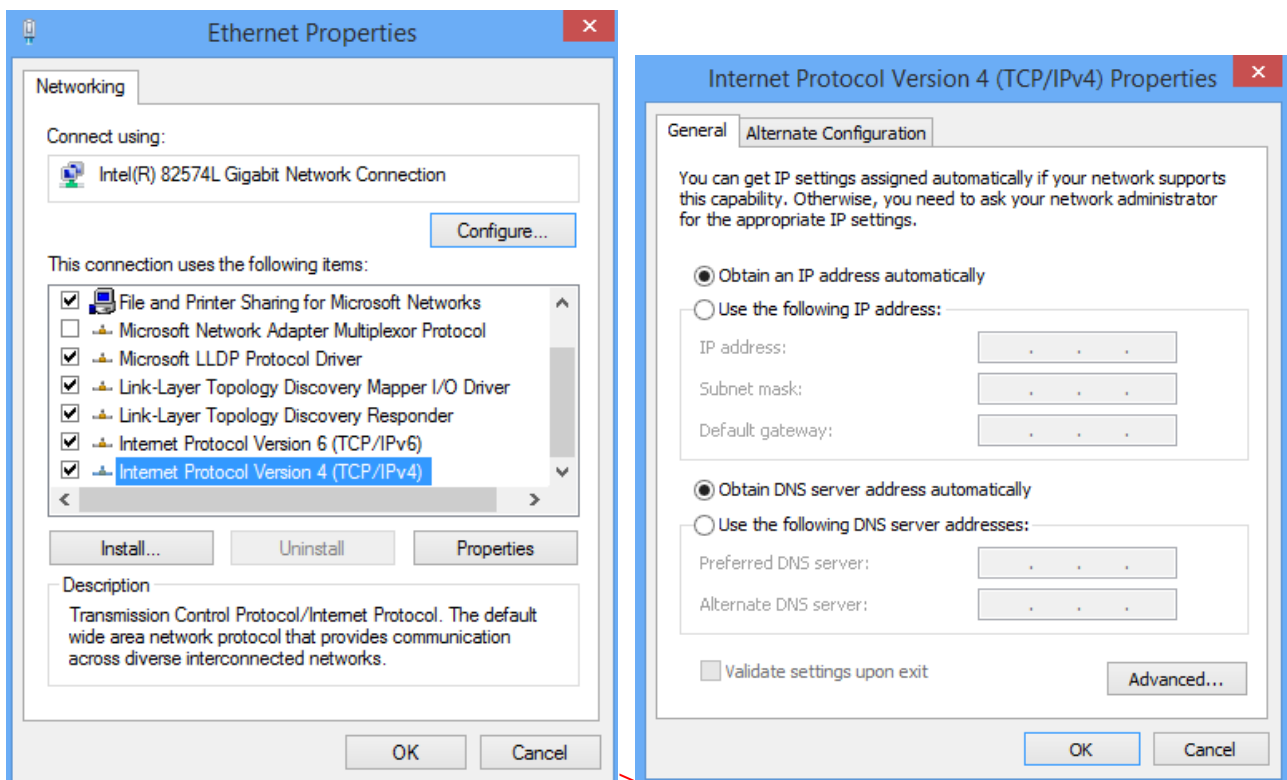 Ethernet Properties
Networking
Connect using:
Intel(R) 82574L Gigabit Network Connection
Configure...
This connection uses the following items:
File and Printer Sharing for Microsoft Networks
Microsoft Network Adapter Multiplexor Protocol
Microsoft LLDP Protocol Driver
Link-Layer Topology Discovery Mapper I/O Driver
Link-Layer Topology Discovery Responder
Internet Protocol Version 6 (TCP/IPv6)
Internet Protocol Version 4 (TCP/IPv4)
Install...
Uninstall
Properties
Description
Transmission Control Protocol/Internet Protocol. The default
wide area network protocol that provides communication
across diverse interconnected networks.
OK
Cancel
Internet Protocol Version 4 (TCP/IPv4) Properties
General
Alternate Configuration
You can get IP settings assigned automatically if your network supports
this capability. Otherwise, you need to ask your network administrator
for the appropriate IP settings.
Obtain an IP address automatically
Use the following IP address:
IP address:
Subnet mask:
Default gateway:
Obtain DNS server address automatically
Use the following DNS server addresses:
Preferred DNS server:
Alternate DNS server:
Validate settings upon exit
Advanced...
OK
Cancel